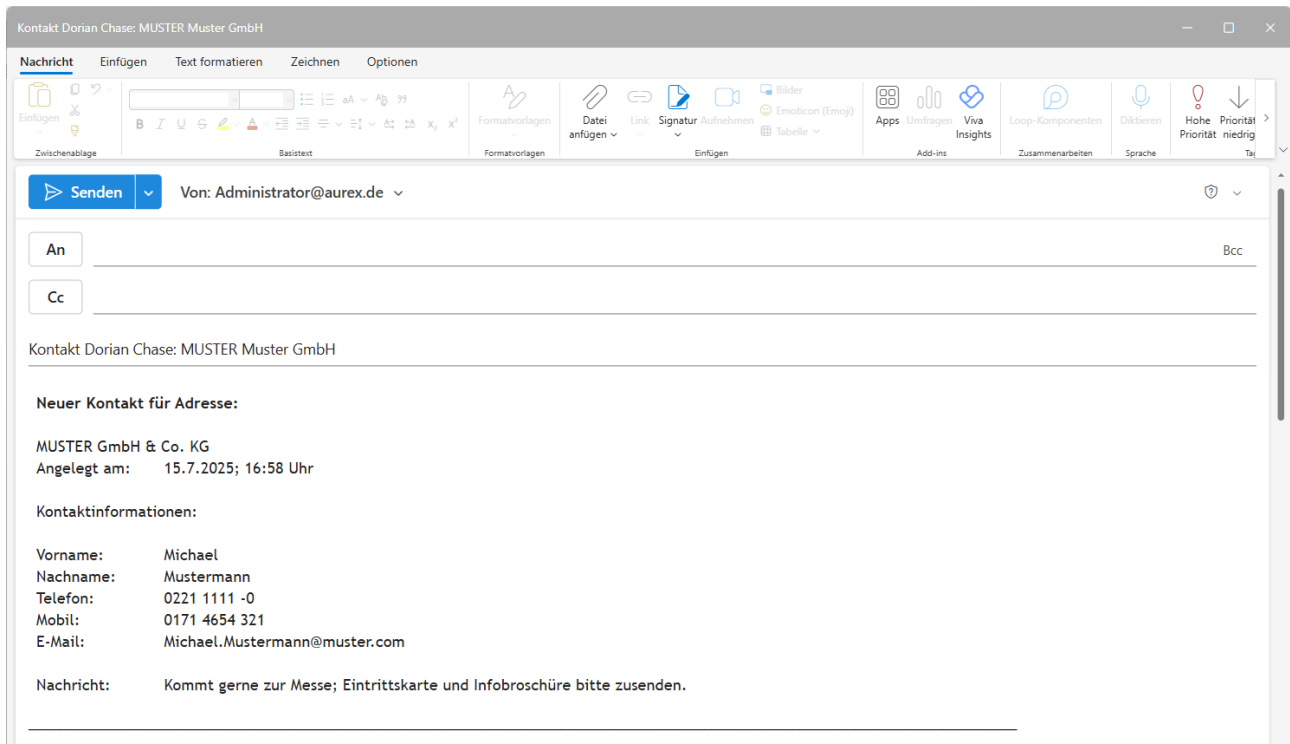 Kontakt Dorian Chase: MUSTER Muster GmbH
Nachricht Einfügen Text formatieren Zeichnen Optionen
Einfügen
Zwischenablage
aA
B I U S A x₂ x²
Basistext
Formatvorlagen
Formatvorlagen
Datei anfügen
Link
Signatur
Aufnehmen
Bilder
Emoticon (Emoji)
Tabelle
Einfügen
Apps
Umfragen
Viva Insights
Add-ins
Loop-Komponenten
Zusammenarbeiten
Diktieren
Sprache
Hohe Priorität
Priorität niedrig
Senden Von: Administrator@aurex.de
An Bcc
Cc
Kontakt Dorian Chase: MUSTER Muster GmbH
Neuer Kontakt für Adresse:
MUSTER GmbH & Co. KG
Angelegt am: 15.7.2025; 16:58 Uhr
Kontaktinformationen:
Vorname: Michael
Nachname: Mustermann
Telefon: 0221 1111 -0
Mobil: 0171 4654 321
E-Mail: Michael.Mustermann@muster.com
Nachricht: Kommt gerne zur Messe; Eintrittskarte und Infobroschüre bitte zusenden.